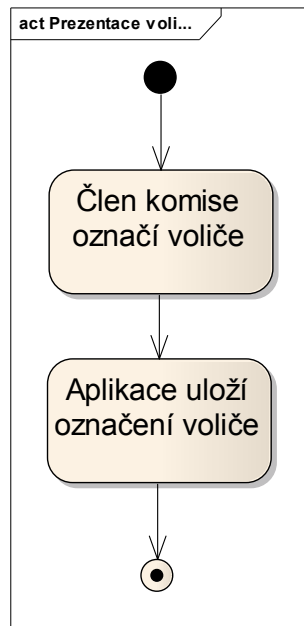 act Prezentace voli...
Člen komise
označí voliče
Aplikace uloží
označení voliče